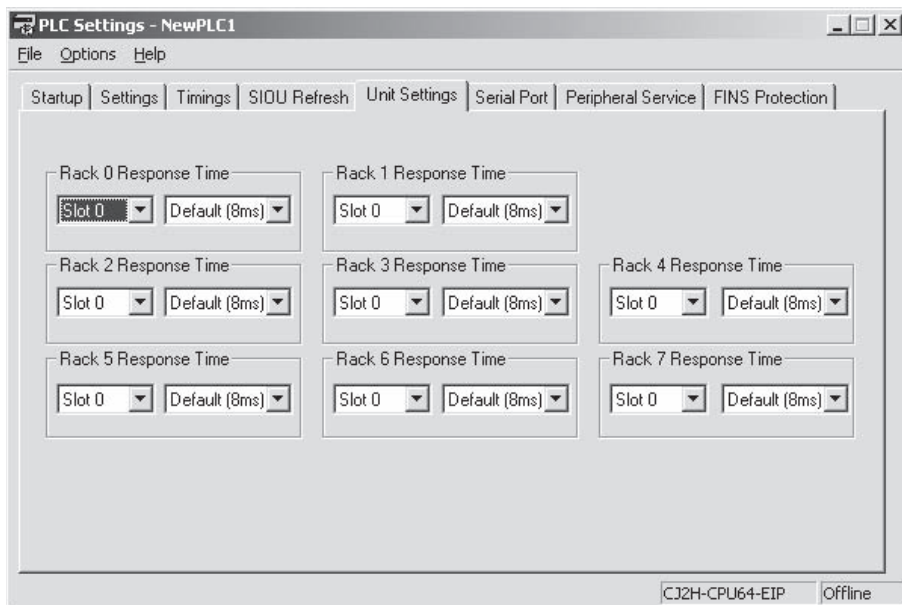 PLC Settings - NewPLC1
File Options Help
Startup Settings Timings SIOU Refresh Unit Settings Serial Port Peripheral Service FINS Protection
Rack 0 Response Time Rack 1 Response Time
Slot 0 Default (8ms) Slot 0 Default (8ms)
Rack 2 Response Time Rack 3 Response Time Rack 4 Response Time
Slot 0 Default (8ms) Slot 0 Default (8ms) Slot 0 Default (8ms)
Rack 5 Response Time Rack 6 Response Time Rack 7 Response Time
Slot 0 Default (8ms) Slot 0 Default (8ms) Slot 0 Default (8ms)
CJ2H-CPU64-EIP Offline